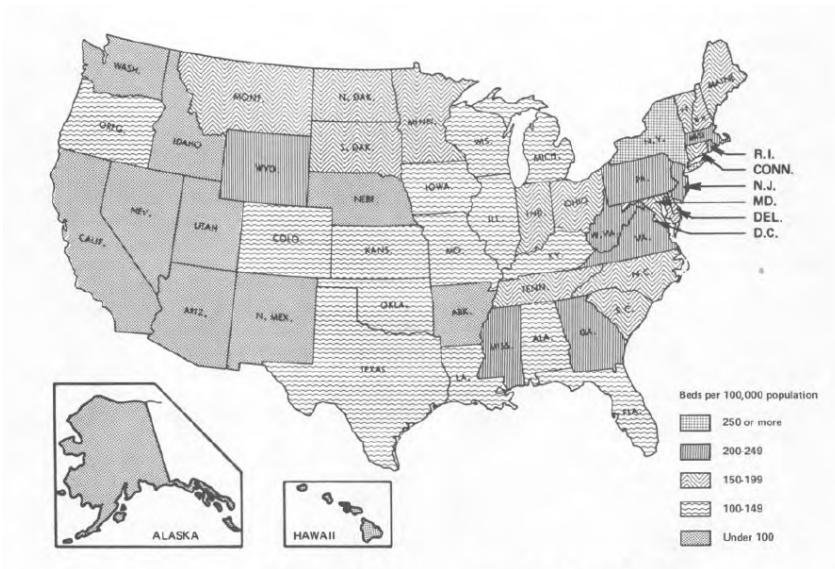 WASH.
MONT.
N. DAK.
MINN.
MAINE
OREG.
IDAHO
S. DAK.
WIS.
MICH.
N.Y.
WYO.
IOWA
NEBR.
PA.
NEV.
UTAH
COLO.
KANS.
MO.
ILL.
IND.
OHIO
W. VA.
VA.
KY.
CALIF.
ARIZ.
N. MEX.
OKLA.
ARK.
TENN.
N.C.
S.C.
TEXAS
LA.
MISS.
ALA.
GA.
FLA.
R.I.
CONN.
N.J.
MD.
DEL.
D.C.
ALASKA
HAWAII
Beds per 100,000 population
250 or more
200-249
150-199
100-149
Under 100